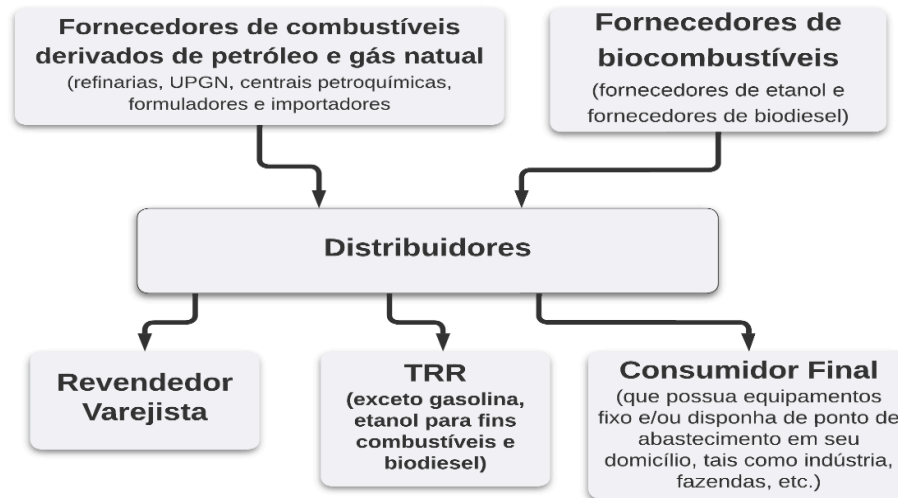 Fornecedores de combustíveis
derivados de petróleo e gás natual
(refinarias, UPGN, centrais petroquímicas,
formuladores e importadores
Fornecedores de
biocombustíveis
(fornecedores de etanol e
fornecedores de biodiesel)
Distribuidores
Revendedor
Varejista
TRR
(exceto gasolina,
etanol para fins
combustíveis e
biodiesel)
Consumidor Final
(que possua equipamentos
fixo e/ou disponha de ponto de
abastecimento em seu
domicílio, tais como indústria,
fazendas, etc.)